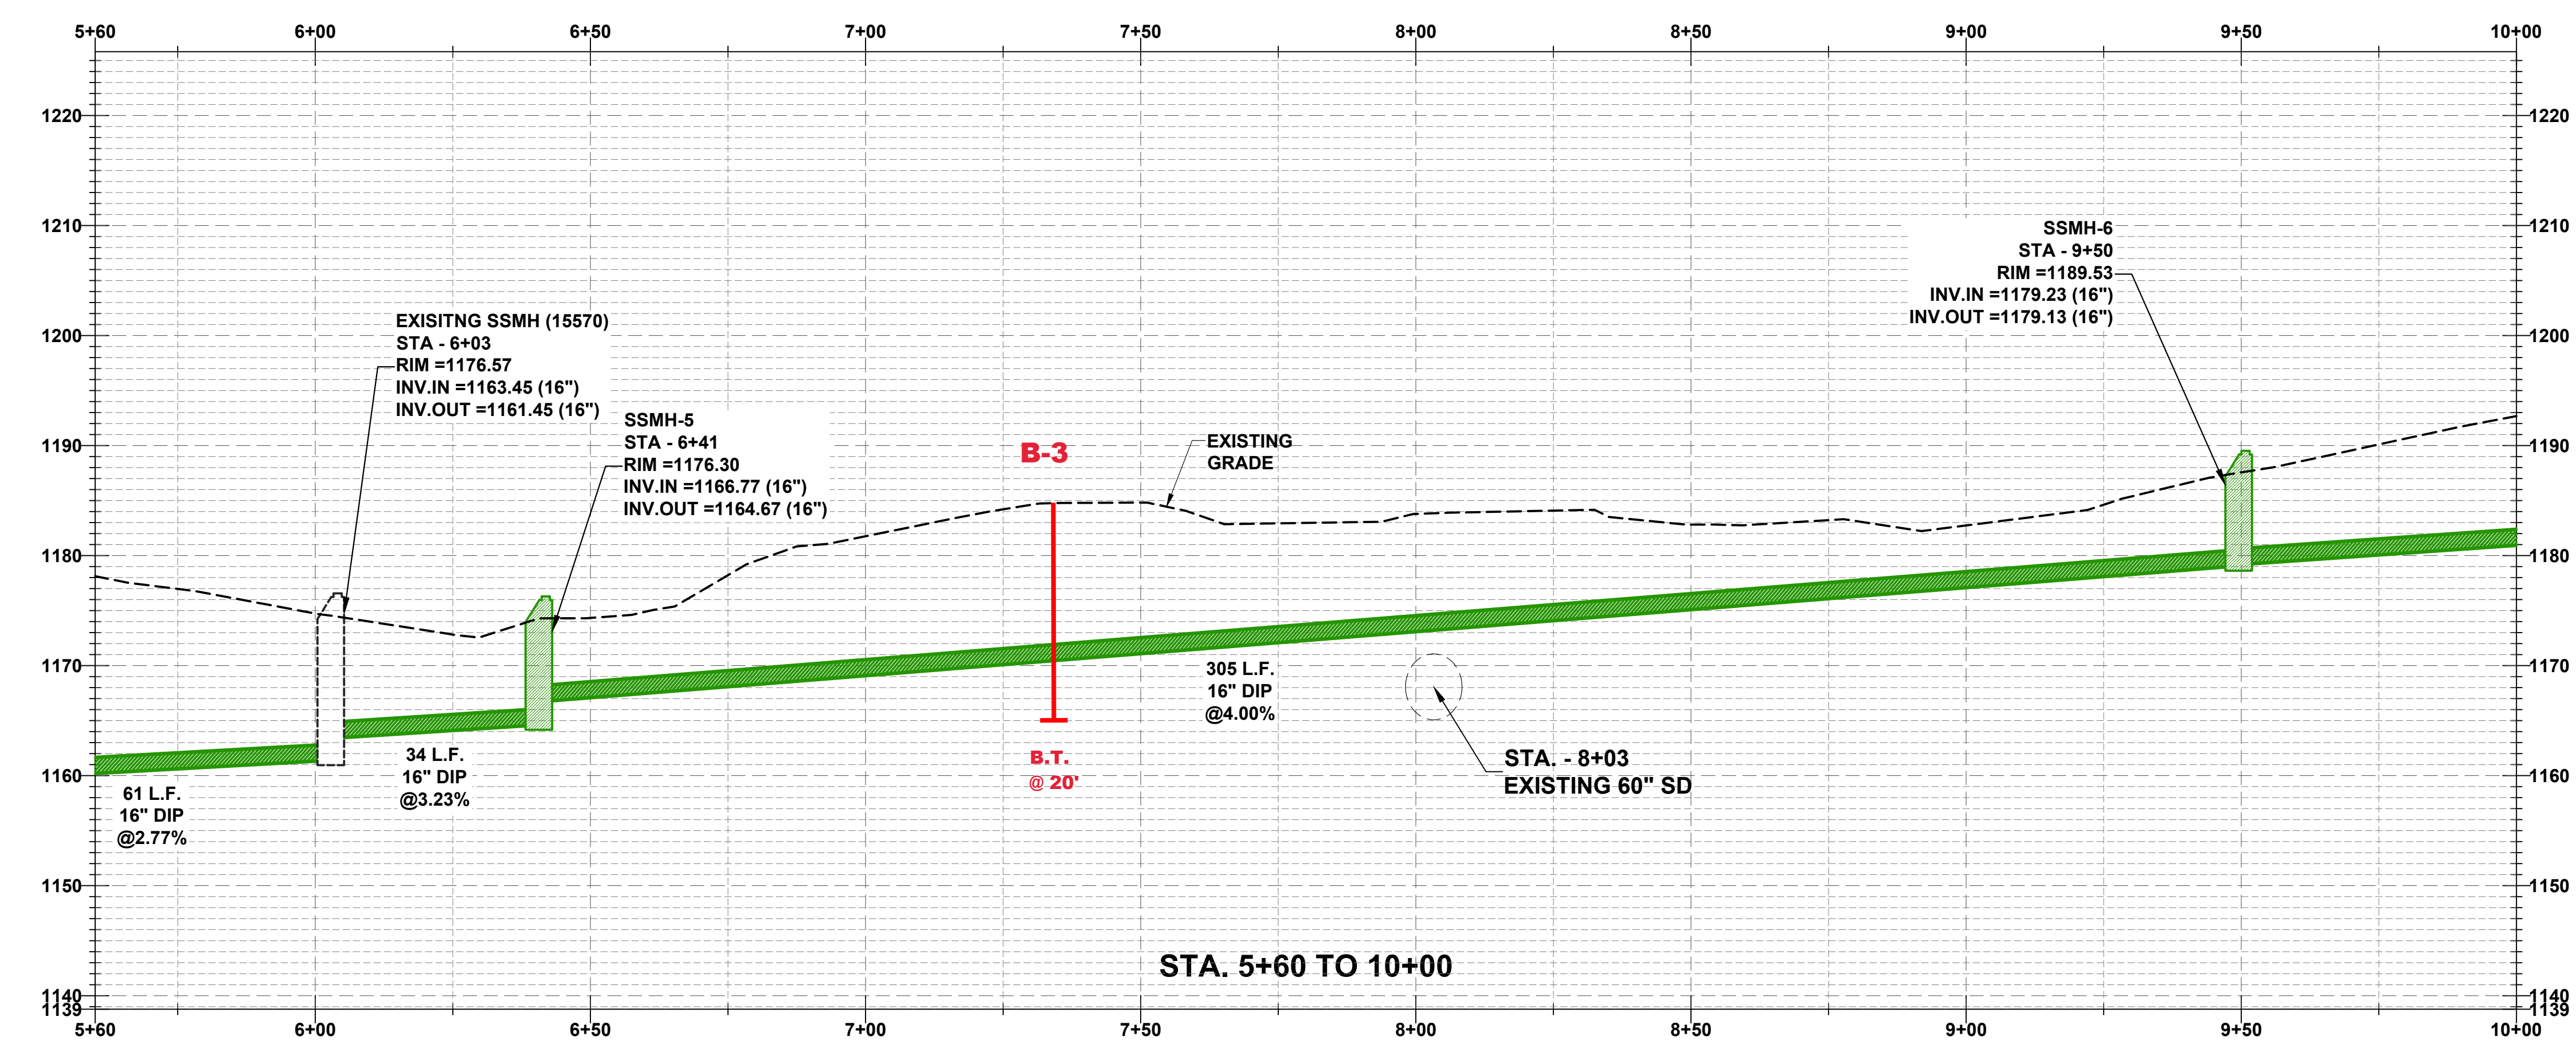 5+60 6+00 6+50 7+00 7+50 8+00 8+50 9+00 9+50 10+00
1220 1220
1210 1210
SSMH-6
STA - 9+50
RIM =1189.53
INV.IN =1179.23 (16")
INV.OUT =1179.13 (16")
1200 1200
EXISITNG SSMH (15570)
STA - 6+03
RIM =1176.57
INV.IN =1163.45 (16")
INV.OUT =1161.45 (16")
SSMH-5
STA - 6+41
RIM =1176.30
INV.IN =1166.77 (16")
INV.OUT =1164.67 (16")
B-3
EXISTING
GRADE
1190 1190
1180 1180
1170 1170
305 L.F.
16" DIP
@4.00%
34 L.F.
16" DIP
@3.23%
B.T.
@ 20'
STA. - 8+03
EXISTING 60" SD
1160 1160
61 L.F.
16" DIP
@2.77%
1150 1150
STA. 5+60 TO 10+00
1140 1140
1139 1139
5+60 6+00 6+50 7+00 7+50 8+00 8+50 9+00 9+50 10+00